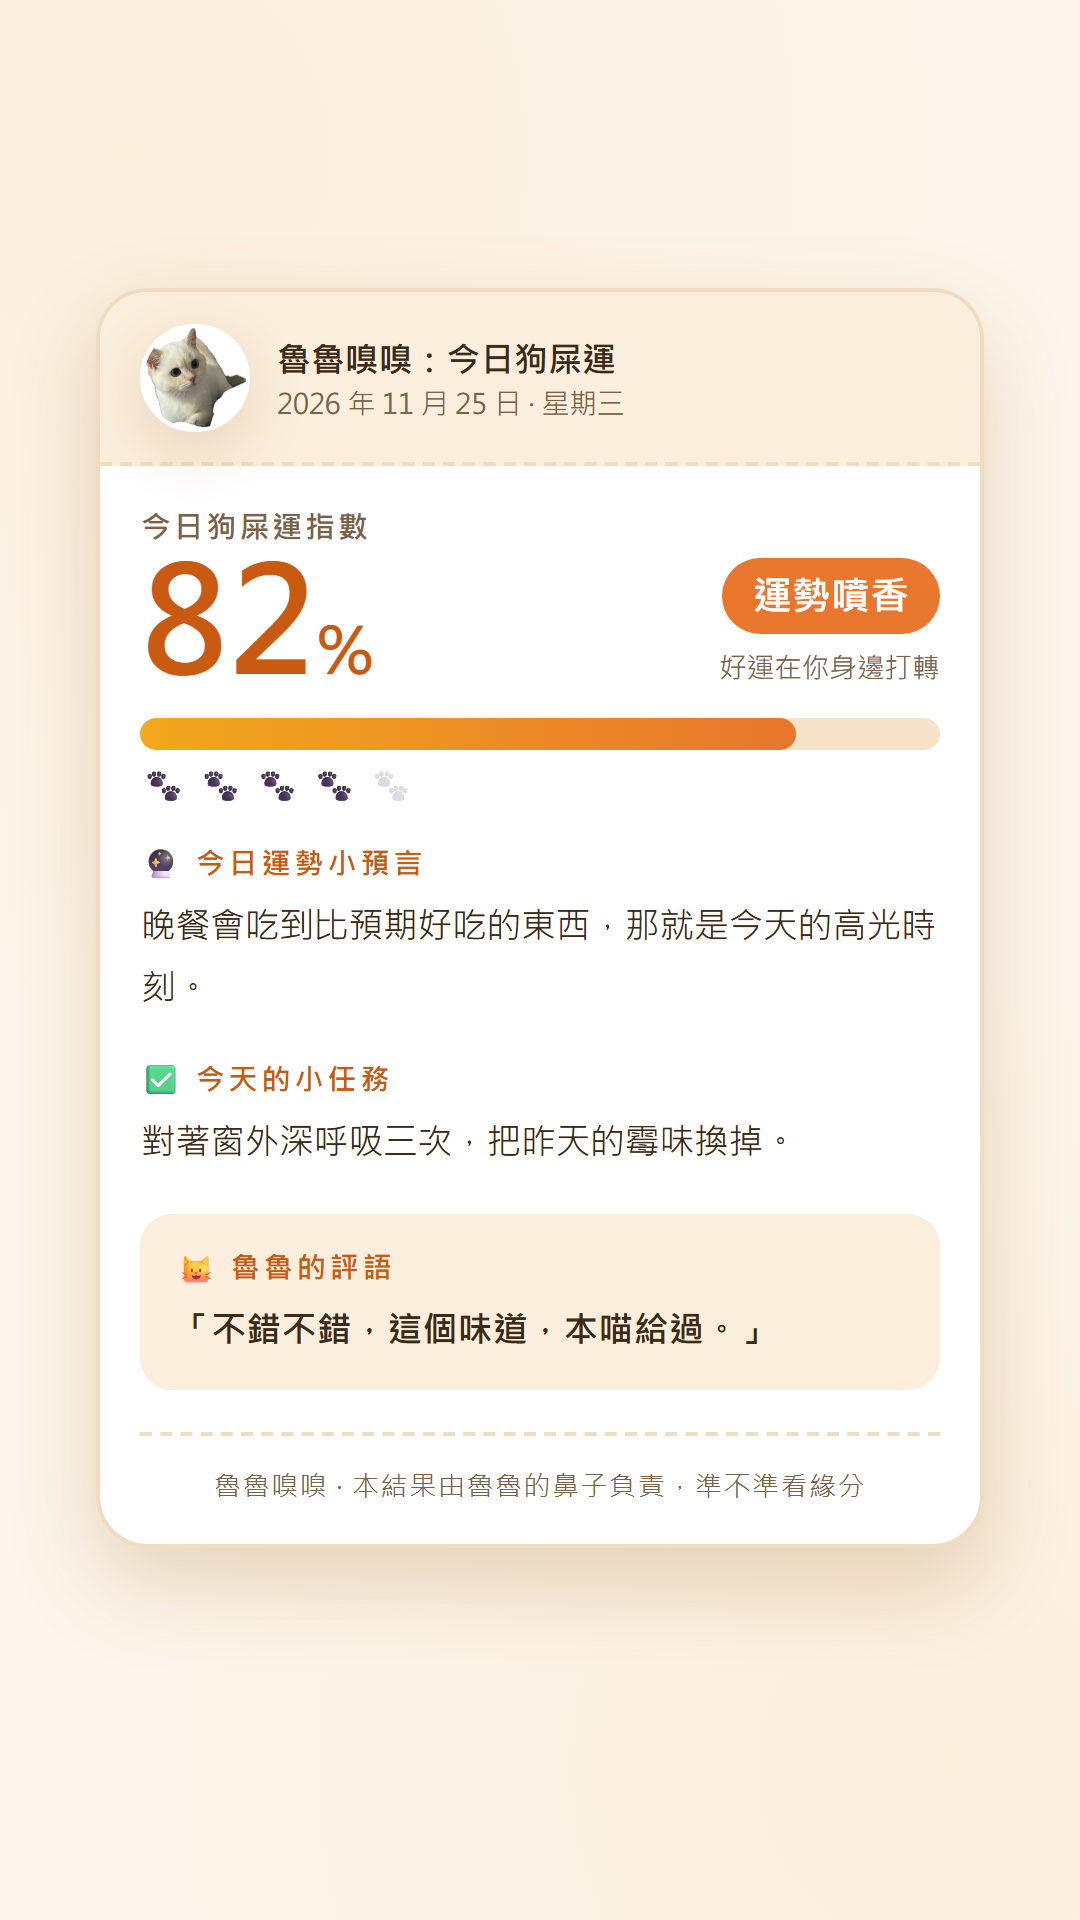 魯魯嗅嗅：今日狗屎運
2026 年 11 月 25 日 · 星期三
今日狗屎運指數
82%
運勢噴香
好運在你身邊打轉
今日運勢小預言
晚餐會吃到比預期好吃的東西，那就是今天的高光時
刻。
今天的小任務
對著窗外深呼吸三次，把昨天的霉味換掉。
魯魯的評語
「不錯不錯，這個味道，本喵給過。」
魯魯嗅嗅 · 本結果由魯魯的鼻子負責，準不準看緣分